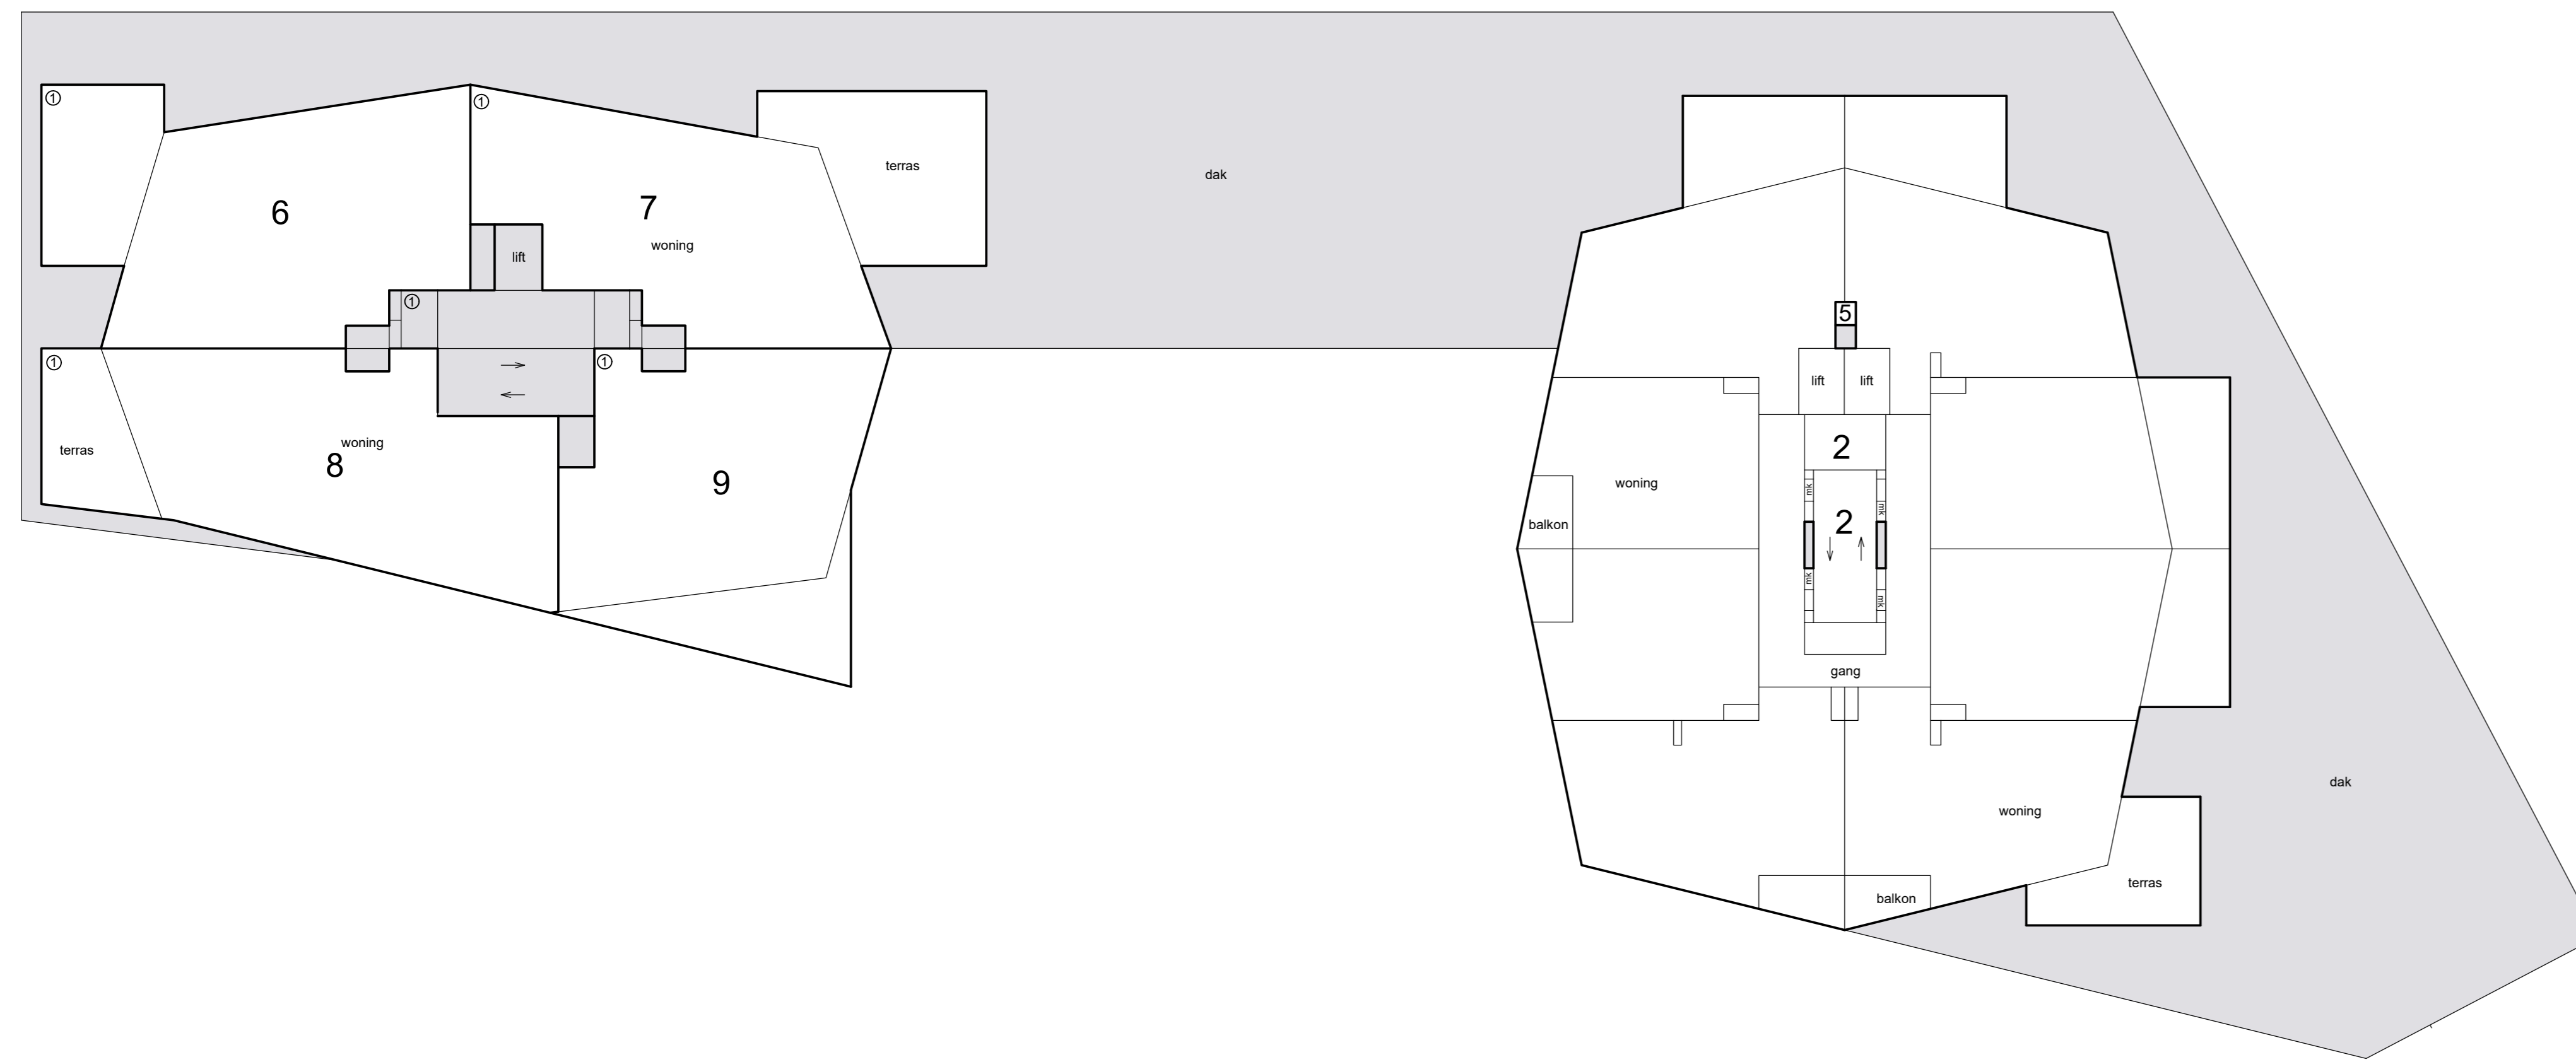 ①
①
terras
dak
6
7
woning
lift
①
5
①
①
lift
lift
woning
8
terras
2
woning
9
mk
mk
2
balkon
mk
mk
gang
dak
woning
terras
balkon